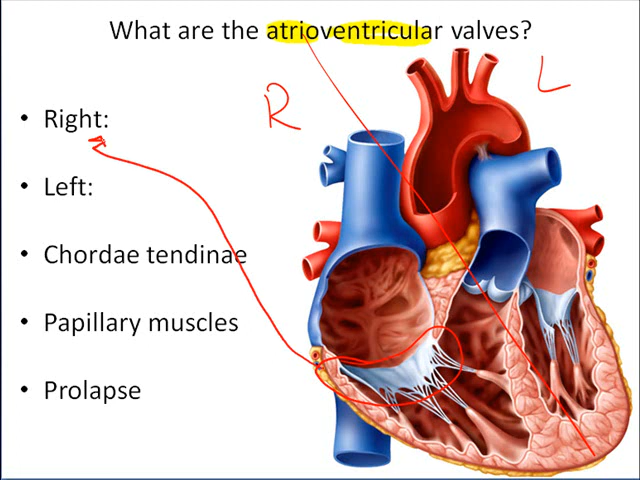 What are the atrioventricular valves?
R
L
• Right:
• Left:
• Chordae tendinae
• Papillary muscles
• Prolapse